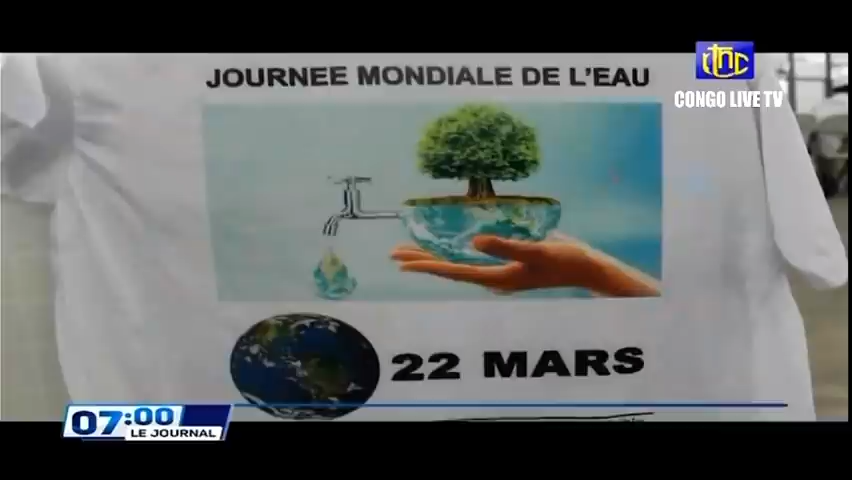 JOURNEE MONDIALE DE L'EAU
CONGO LIVE TV
22 MARS
07:00
LE JOURNAL